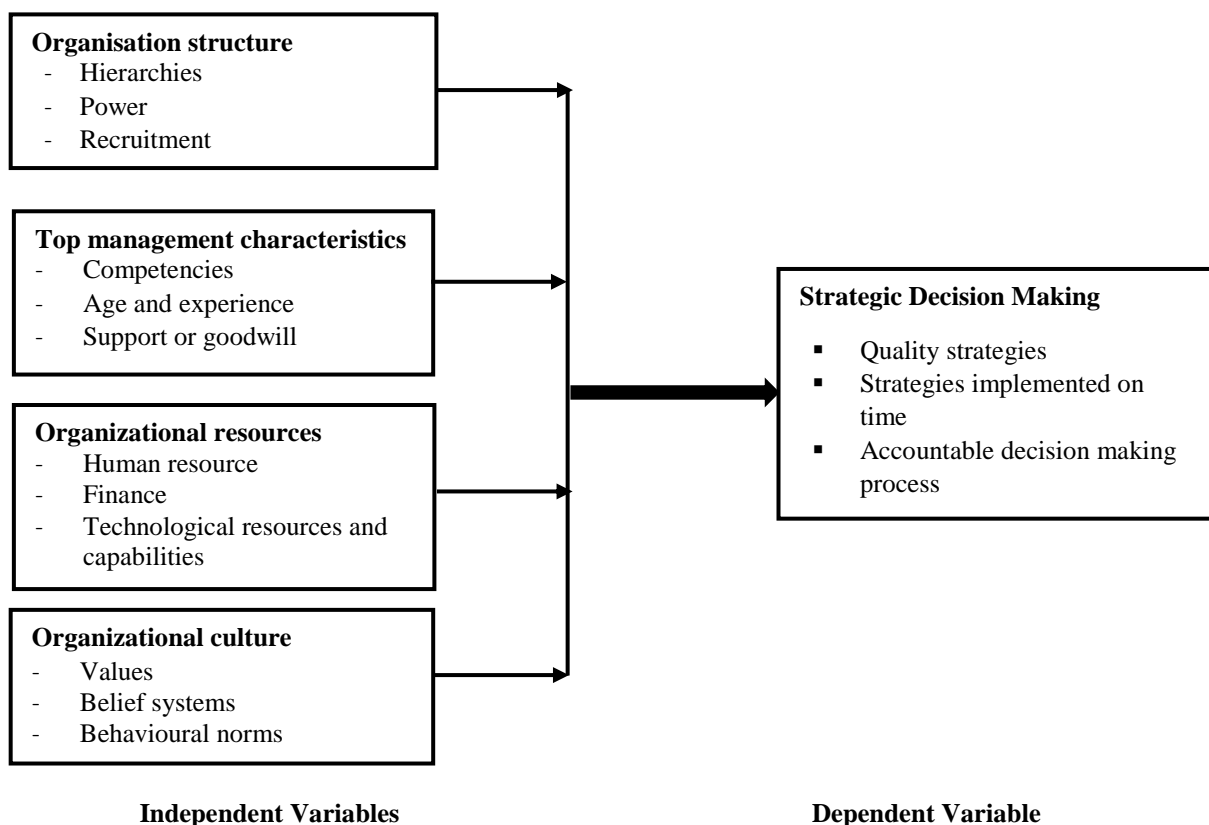 Organisation structure
- Hierarchies
- Power
- Recruitment
Top management characteristics
- Competencies
- Age and experience
- Support or goodwill
Organizational resources
- Human resource
- Finance
- Technological resources and
capabilities
Organizational culture
- Values
- Belief systems
- Behavioural norms
Strategic Decision Making
▪ Quality strategies
▪ Strategies implemented on
time
▪ Accountable decision making
process
Independent Variables
Dependent Variable